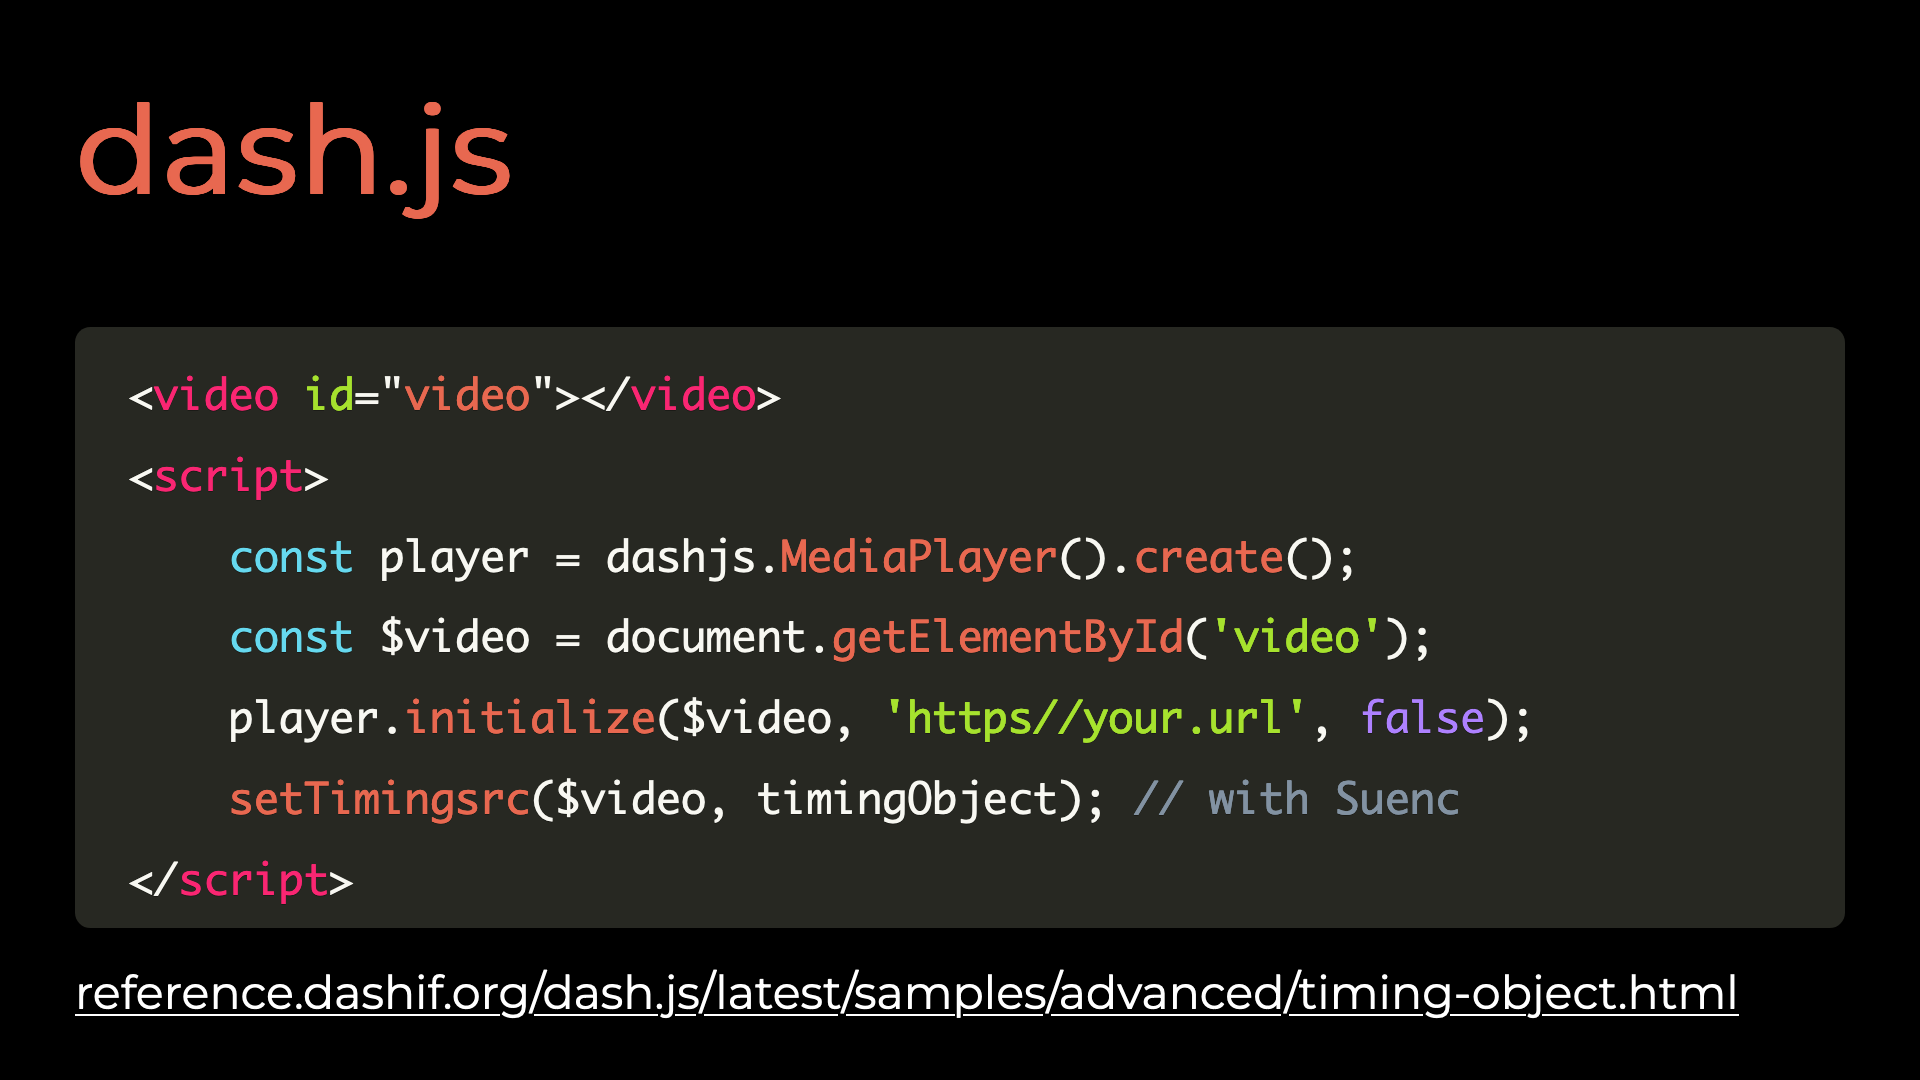 dash.js
<video id="video"></video>
<script>
const player = dashjs.MediaPlayer().create();
const $video = document.getElementById('video');
player.initialize($video, 'https//your.url', false);
setTimingsrc($video, timingObject); // with Suenc
</script>
reference.dashif.org/dash.js/latest/samples/advanced/timing-object.html